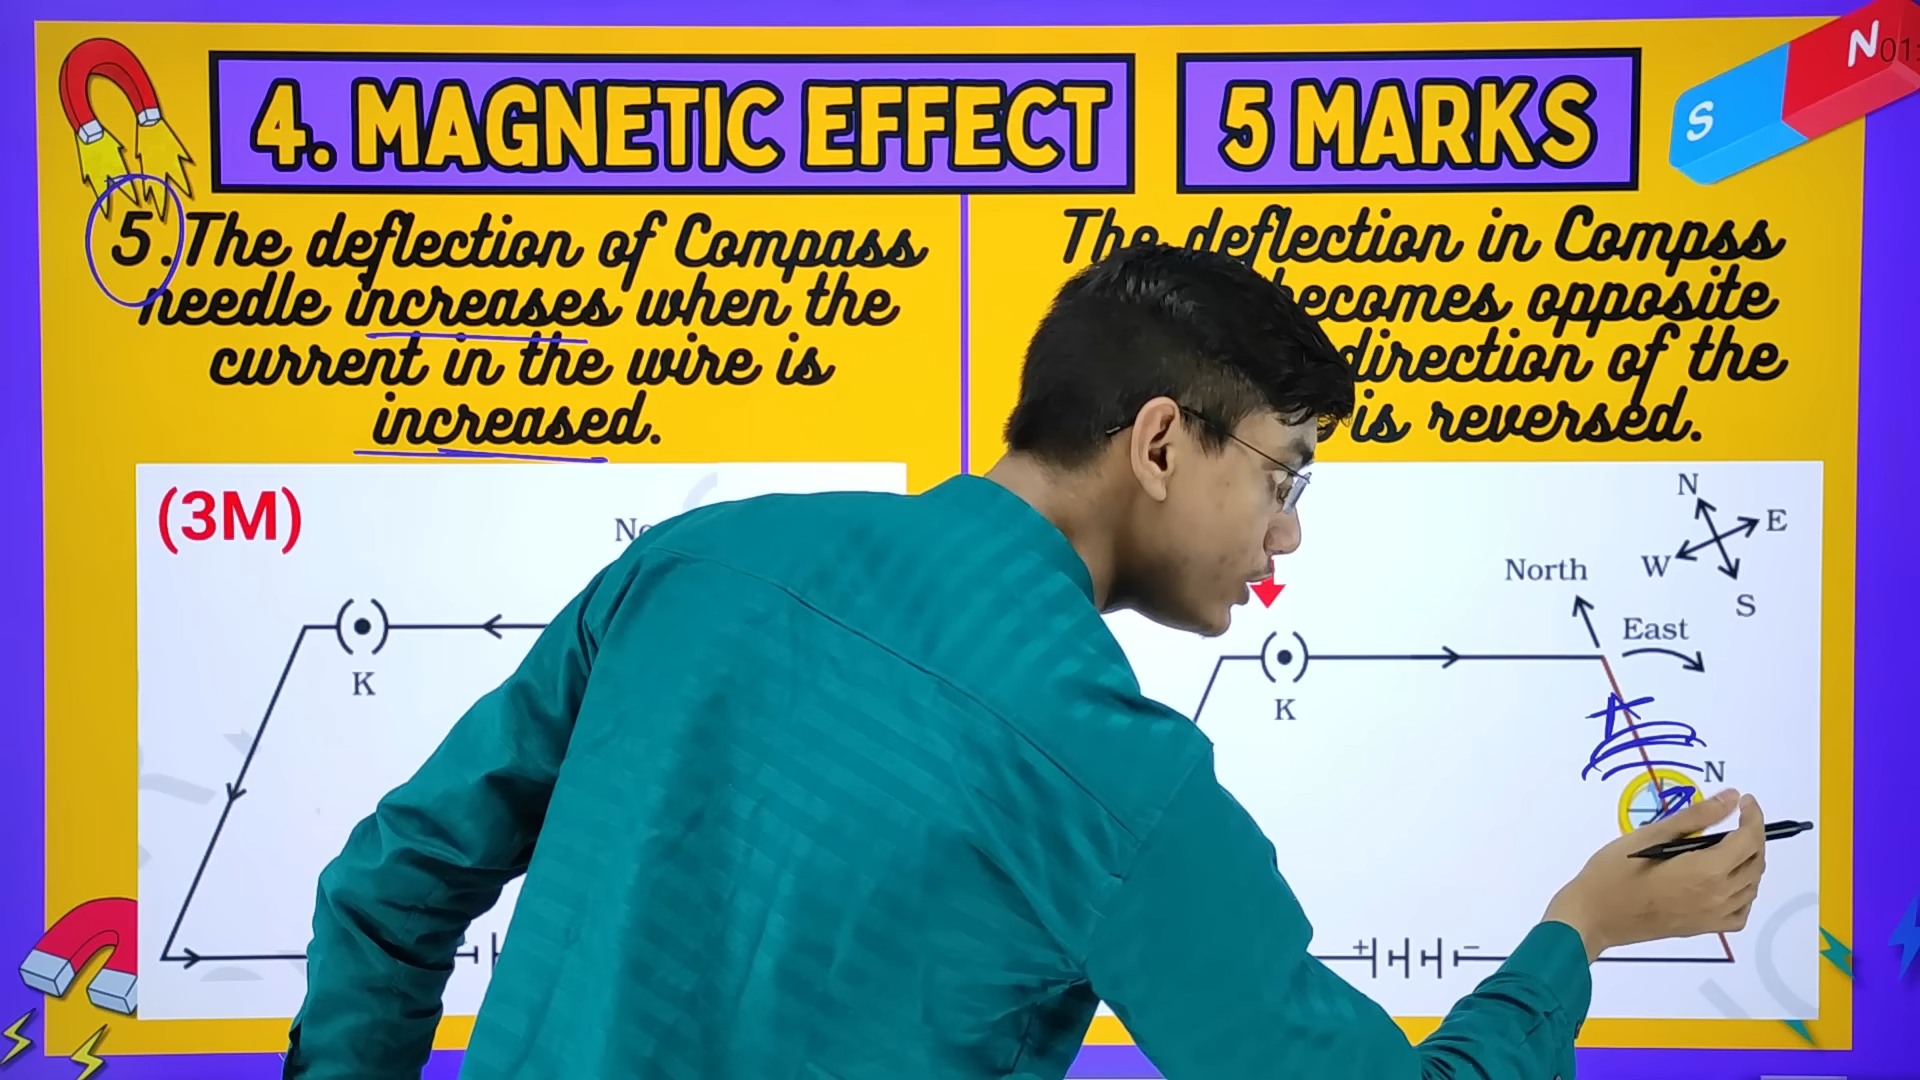 4. MAGNETIC EFFECT
5 MARKS
S
N
01:
5. The deflection of Compass
needle increases when the
current in the wire is
increased.
The deflection in Compss
becomes opposite
direction of the
is reversed.
(3M)
K
N
E
W
S
North
East
K
N
+
−